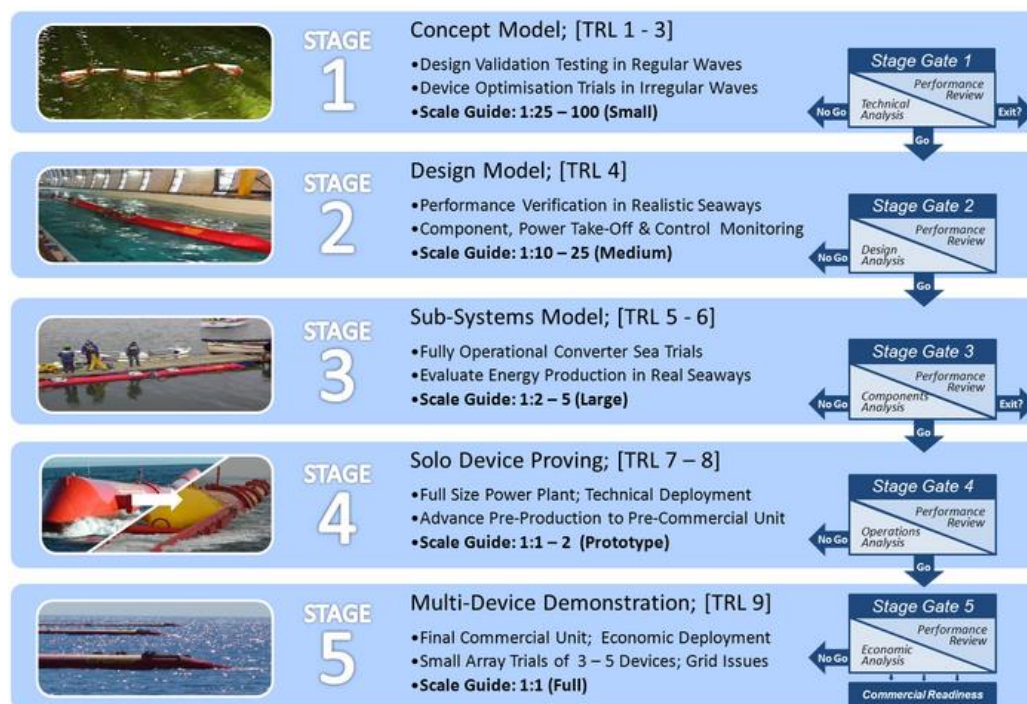 STAGE
1
Concept Model; [TRL 1 - 3]
•Design Validation Testing in Regular Waves
•Device Optimisation Trials in Irregular Waves
•Scale Guide: 1:25 – 100 (Small)
Stage Gate 1
Performance
Review
Technical
Analysis
No Go
Exit?
Go
STAGE
2
Design Model; [TRL 4]
•Performance Verification in Realistic Seaways
•Component, Power Take-Off & Control Monitoring
•Scale Guide: 1:10 – 25 (Medium)
Stage Gate 2
Performance
Review
Design
Analysis
No Go
Go
STAGE
3
Sub-Systems Model; [TRL 5 - 6]
•Fully Operational Converter Sea Trials
•Evaluate Energy Production in Real Seaways
•Scale Guide: 1:2 – 5 (Large)
Stage Gate 3
Performance
Review
Components
Analysis
No Go
Exit?
Go
STAGE
4
Solo Device Proving; [TRL 7 – 8]
•Full Size Power Plant; Technical Deployment
•Advance Pre-Production to Pre-Commercial Unit
•Scale Guide: 1:1 – 2 (Prototype)
Stage Gate 4
Performance
Review
Operations
Analysis
No Go
Go
STAGE
5
Multi-Device Demonstration; [TRL 9]
•Final Commercial Unit; Economic Deployment
•Small Array Trials of 3 – 5 Devices; Grid Issues
•Scale Guide: 1:1 (Full)
Stage Gate 5
Performance
Review
Economic
Analysis
No Go
Commercial Readiness